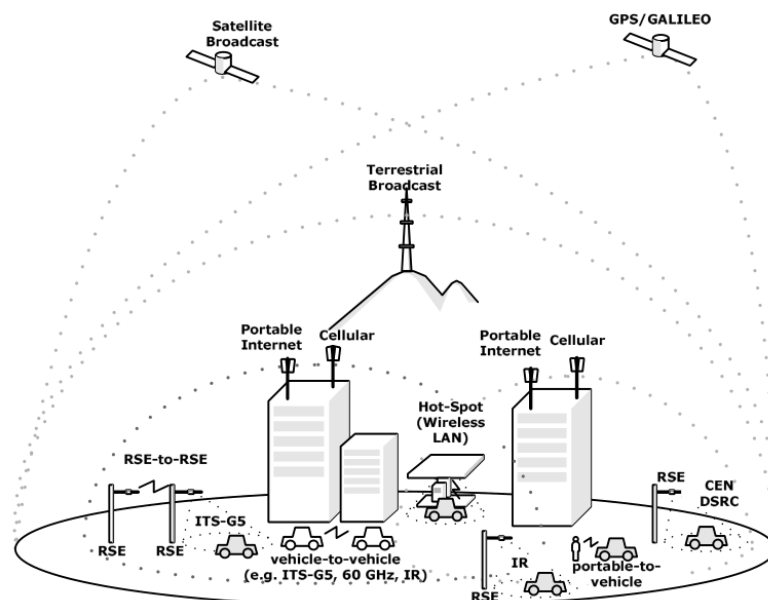 Satellite
Broadcast
GPS/GALILEO
Terrestrial
Broadcast
Portable
Internet
Cellular
Portable
Internet
Cellular
Hot-Spot
(Wireless
LAN)
RSE-to-RSE
RSE
RSE
ITS-G5
vehicle-to-vehicle
(e.g. ITS-G5, 60 GHz, IR)
RSE
IR
portable-to-
vehicle
RSE
CEN
DSRC